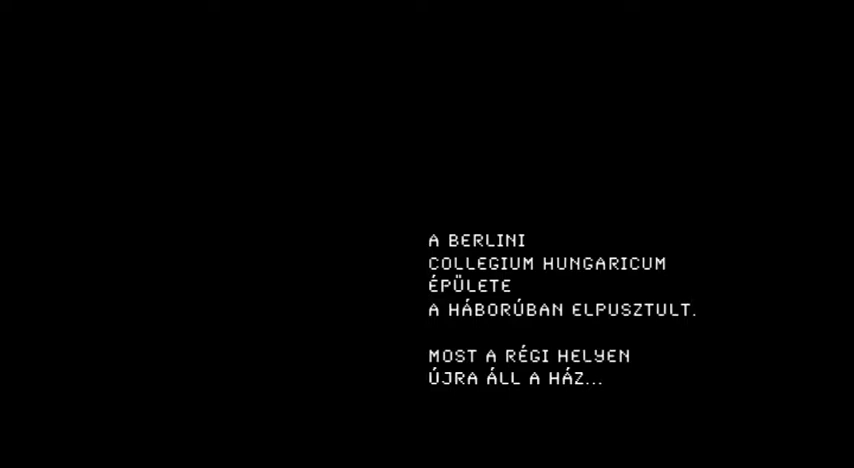 A BERLINI
COLLEGIUM HUNGARICUM
ÉPÜLETE
A HÁBORÚBAN ELPUSZTULT.
MOST A RÉGI HELYEN
ÚJRA ÁLL A HÁZ...